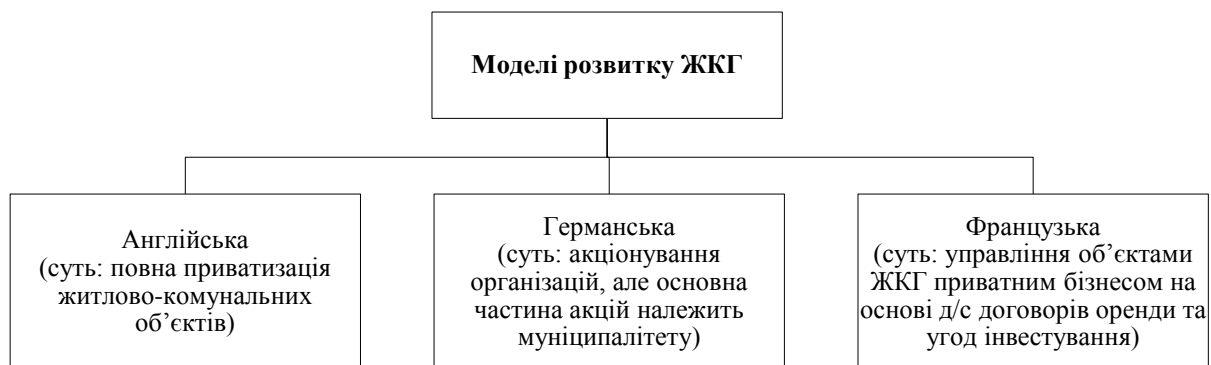 Моделі розвитку ЖКГ
Англійська
(суть: повна приватизація
житлово-комунальних
об’єктів)
Германська
(суть: акціонування
організацій, але основна
частина акцій належить
муніципалітету)
Французька
(суть: управління об’єктами
ЖКГ приватним бізнесом на
основі д/с договорів оренди та
угод інвестування)